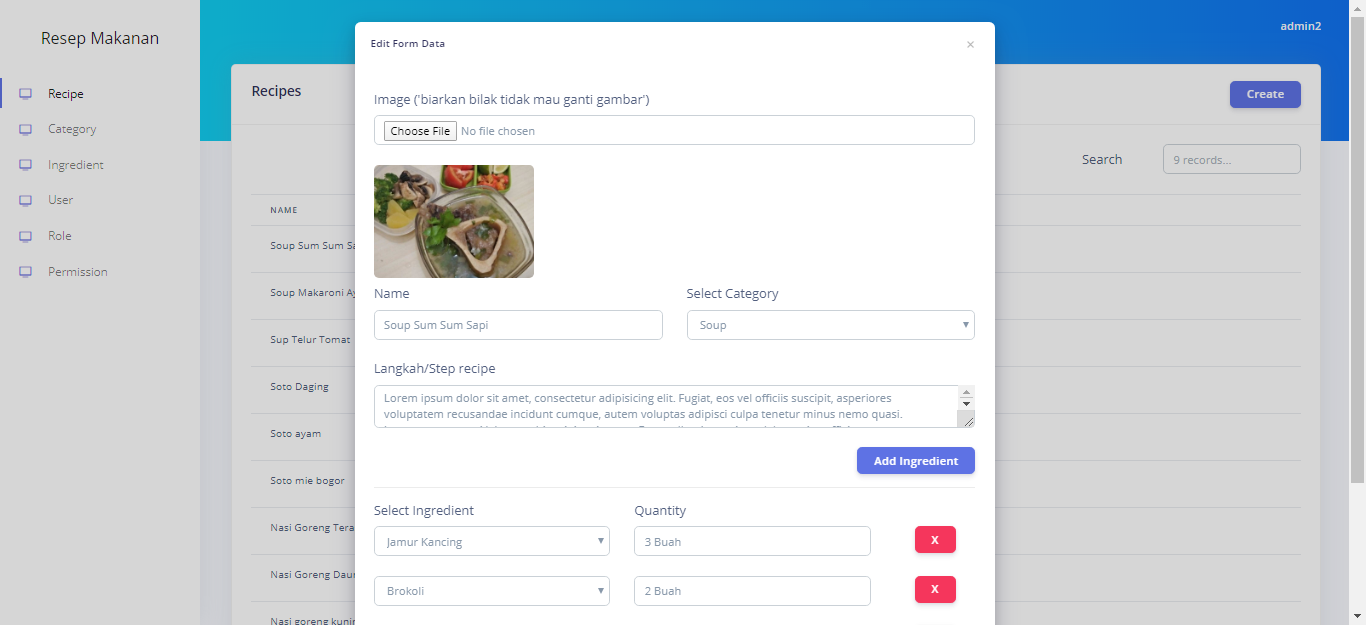 Resep Makanan
Recipe
Category
Ingredient
User
Role
Permission
admin2
Recipes
Create
Search
9 records...
NAME
Soup Sum Sum Sa
Soup Makaroni Ay
Sup Telur Tomat
Soto Daging
Soto ayam
Soto mie bogor
Nasi Goreng Tera
Nasi Goreng Daun
Nasi goreng kunin
Edit Form Data
×
Image ('biarkan bilak tidak mau ganti gambar')
Choose File No file chosen
Name
Select Category
Soup Sum Sum Sapi
Soup
Langkah/Step recipe
Lorem ipsum dolor sit amet, consectetur adipisicing elit. Fugiat, eos vel officiis suscipit, asperiores
voluptatem recusandae incidunt cumque, autem voluptas adipisci culpa tenetur minus nemo quasi.
Add Ingredient
Select Ingredient
Quantity
Jamur Kancing
3 Buah
X
Brokoli
2 Buah
X